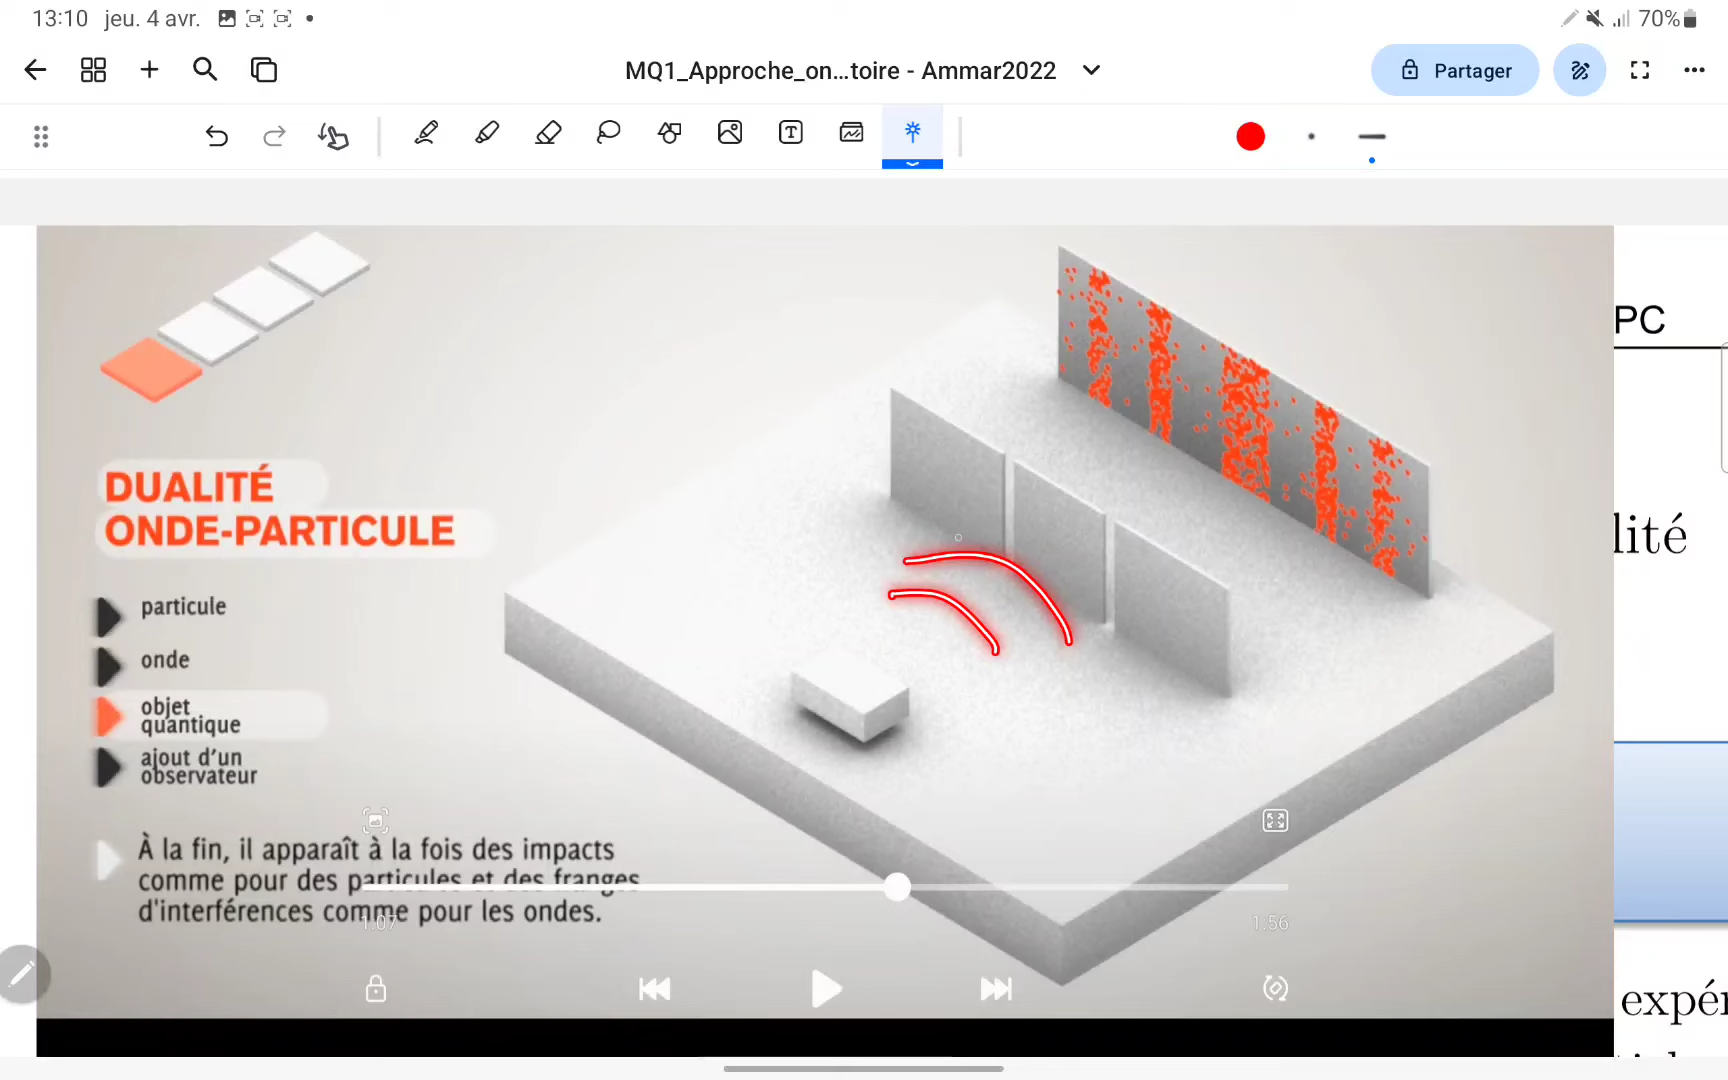 13:10 jeu. 4 avr.
70%
MQ1_Approche_on...toire - Ammar2022
Partager
PC
DUALITÉ
ONDE-PARTICULE
lité
particule
onde
objet
quantique
ajout d'un
observateur
À la fin, il apparaît à la fois des impacts
comme pour des particules et des franges
d'interférences comme pour les ondes.
1:07
1:56
expér